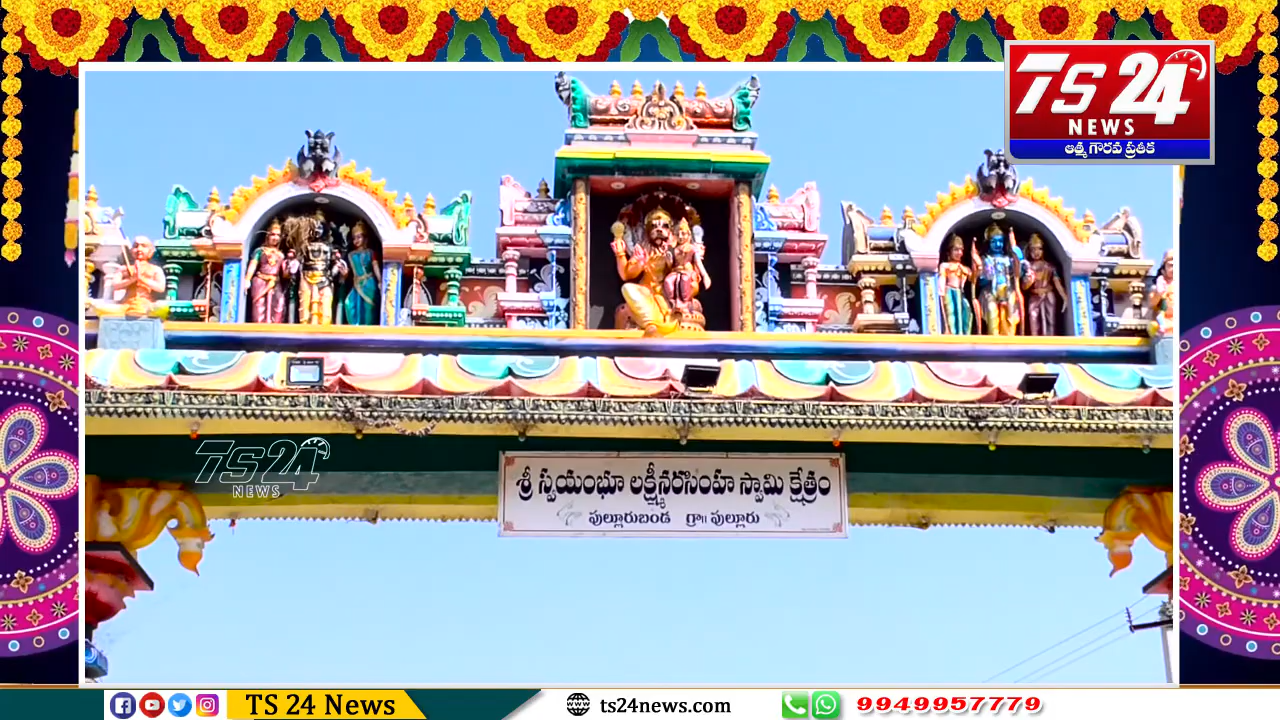 TS 24
NEWS
ఆత్మ గౌరవ ప్రతీక
TS 24
NEWS
శ్రీ స్వయంభూ లక్ష్మీనరసింహ స్వామి క్షేత్రం
పుల్లూరుబండ గ్రా॥ పుల్లూరు
TS 24 News
ts24news.com
9949957779